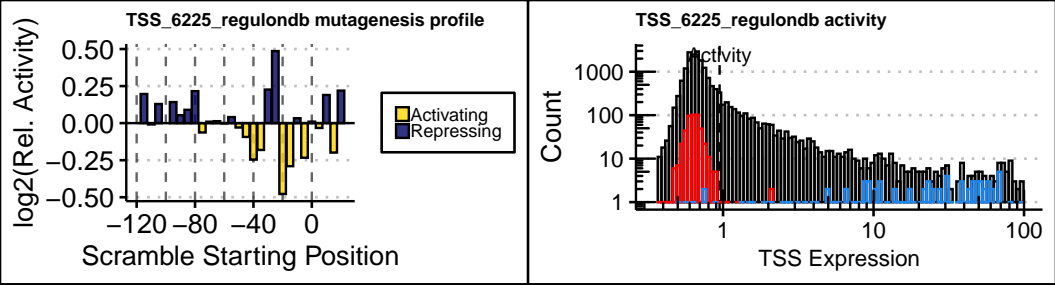 TSS_6225_regulondb mutagenesis profile
log2(Rel. Activity)
0.50
0.25
0.00
−0.25
−0.50
−120 −80 −40 0
Scramble Starting Position
Activating
Repressing
TSS_6225_regulondb activity
Activity
Count
1000
100
10
1
1 10 100
TSS Expression